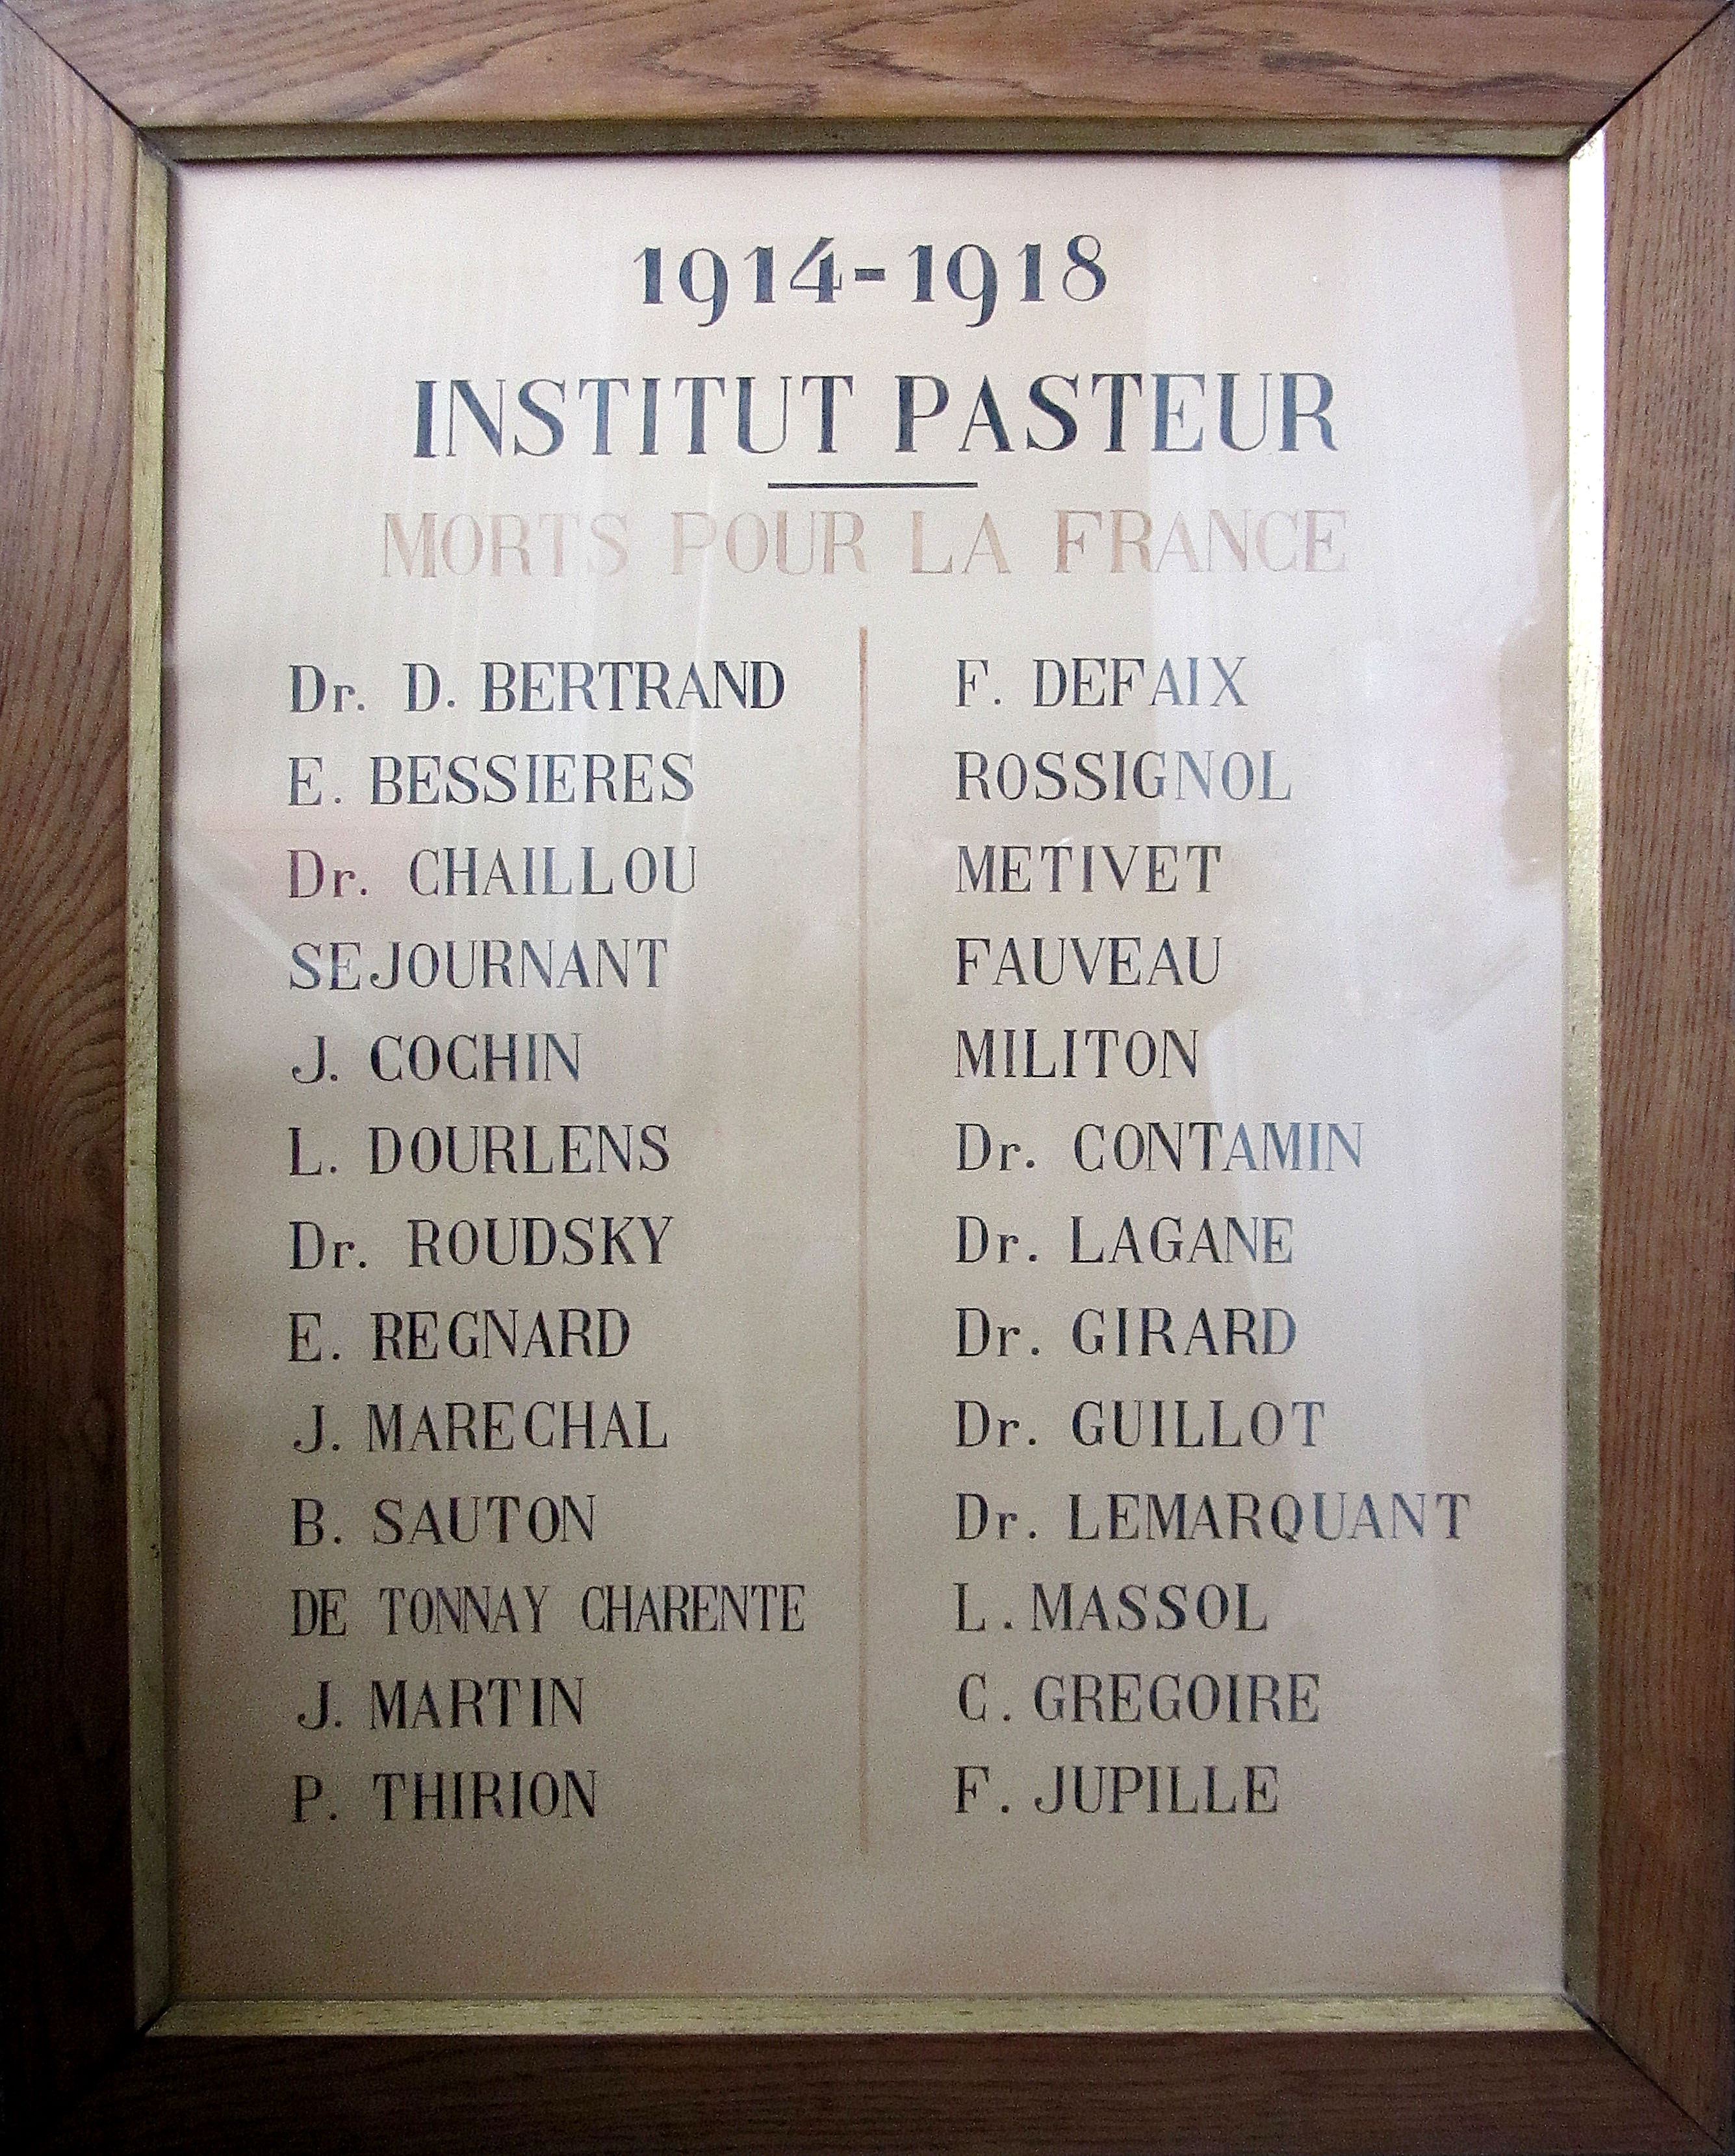 1914-1918
INSTITUT PASTEUR
MORTS POUR LA FRANCE
Dr. D. BERTRAND
E. BESSIERES
Dr. CHAILLOU
SEJOURNANT
J. COCHIN
L. DOURLENS
Dr. ROUDSKY
E. REGNARD
J. MARECHAL
B. SAUTON
DE TONNAY CHARENTE
J. MARTIN
P. THIRION
F. DEFAIX
ROSSIGNOL
METIVET
FAUVEAU
MILITON
Dr. CONTAMIN
Dr. LAGANE
Dr. GIRARD
Dr. GUILLOT
Dr. LEMARQUANT
L. MASSOL
C. GREGOIRE
F. JUPILLE